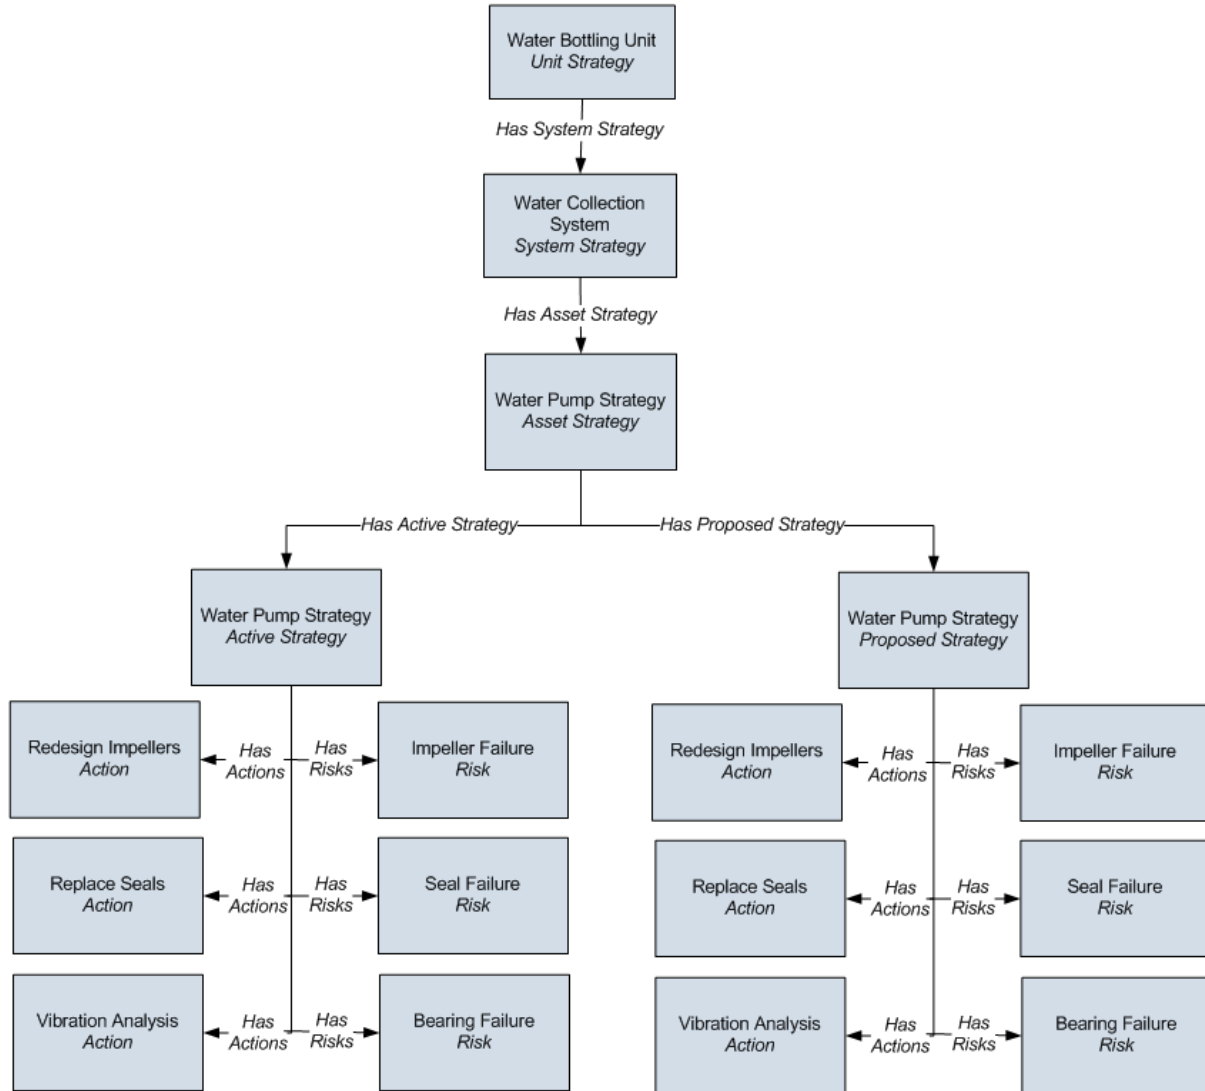 Water Bottling Unit
Unit Strategy
Has System Strategy
Water Collection
System
System Strategy
Has Asset Strategy
Water Pump Strategy
Asset Strategy
Has Active Strategy
Has Proposed Strategy
Water Pump Strategy
Active Strategy
Water Pump Strategy
Proposed Strategy
Redesign Impellers
Action
Has
Actions
Has
Risks
Impeller Failure
Risk
Redesign Impellers
Action
Has
Actions
Has
Risks
Impeller Failure
Risk
Replace Seals
Action
Has
Actions
Has
Risks
Seal Failure
Risk
Replace Seals
Action
Has
Actions
Has
Risks
Seal Failure
Risk
Vibration Analysis
Action
Has
Actions
Has
Risks
Bearing Failure
Risk
Vibration Analysis
Action
Has
Actions
Has
Risks
Bearing Failure
Risk